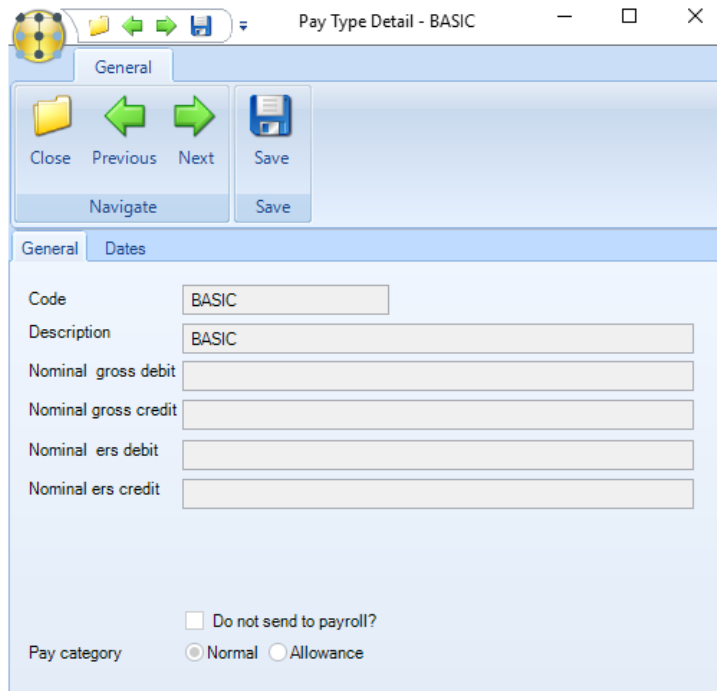 Pay Type Detail - BASIC
General
Close Previous Next Save
Navigate Save
General Dates
Code BASIC
Description BASIC
Nominal gross debit
Nominal gross credit
Nominal ers debit
Nominal ers credit
Do not send to payroll?
Pay category Normal Allowance